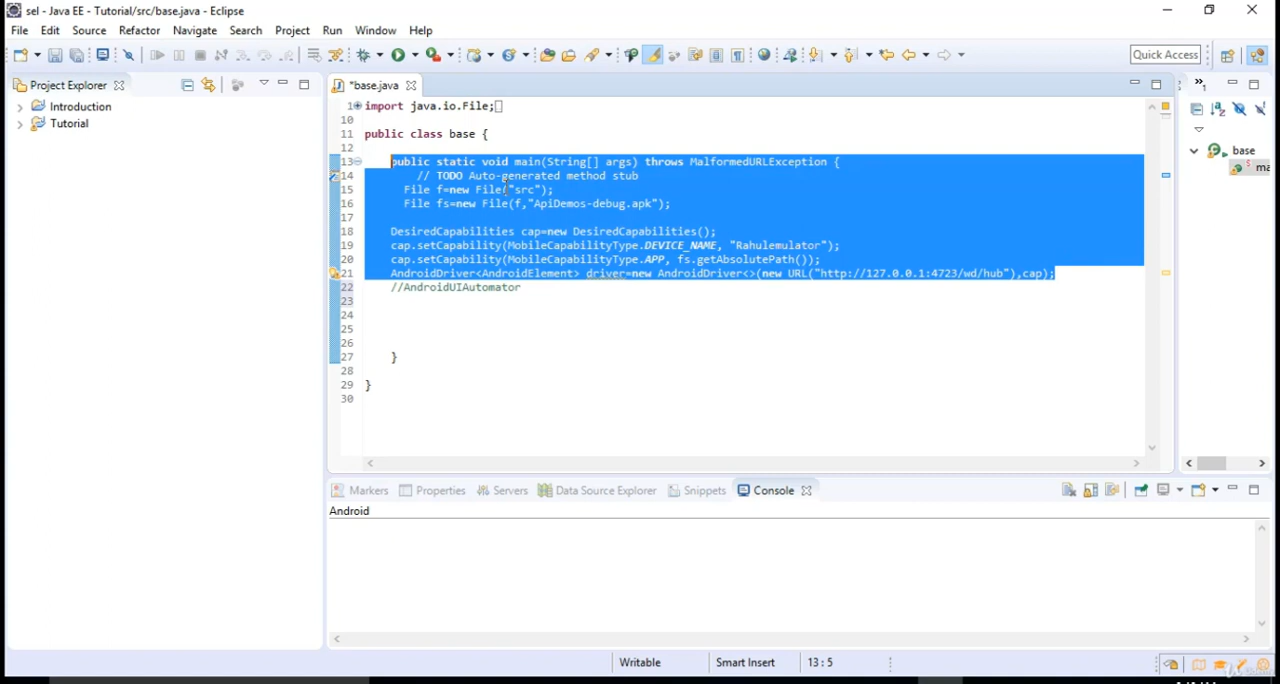 sel - Java EE - Tutorial/src/base.java - Eclipse
File Edit Source Refactor Navigate Search Project Run Window Help
Quick Access
Project Explorer
*base.java
Introduction
Tutorial
1 import java.io.File;
10
11 public class base {
12
13 public static void main(String[] args) throws MalformedURLException {
14 // TODO Auto-generated method stub
15 File f=new File("src");
16 File fs=new File(f,"ApiDemos-debug.apk");
17
18 DesiredCapabilities cap=new DesiredCapabilities();
19 cap.setCapability(MobileCapabilityType.DEVICE_NAME, "Rahulemulator");
20 cap.setCapability(MobileCapabilityType.APP, fs.getAbsolutePath());
21 AndroidDriver<AndroidElement> driver=new AndroidDriver<>(new URL("http://127.0.0.1:4723/wd/hub"),cap);
22 //AndroidUIAutomator
23
24
25
26
27 }
28
29 }
30
base
ma
Markers Properties Servers Data Source Explorer Snippets Console
Android
Writable Smart Insert 13 : 5